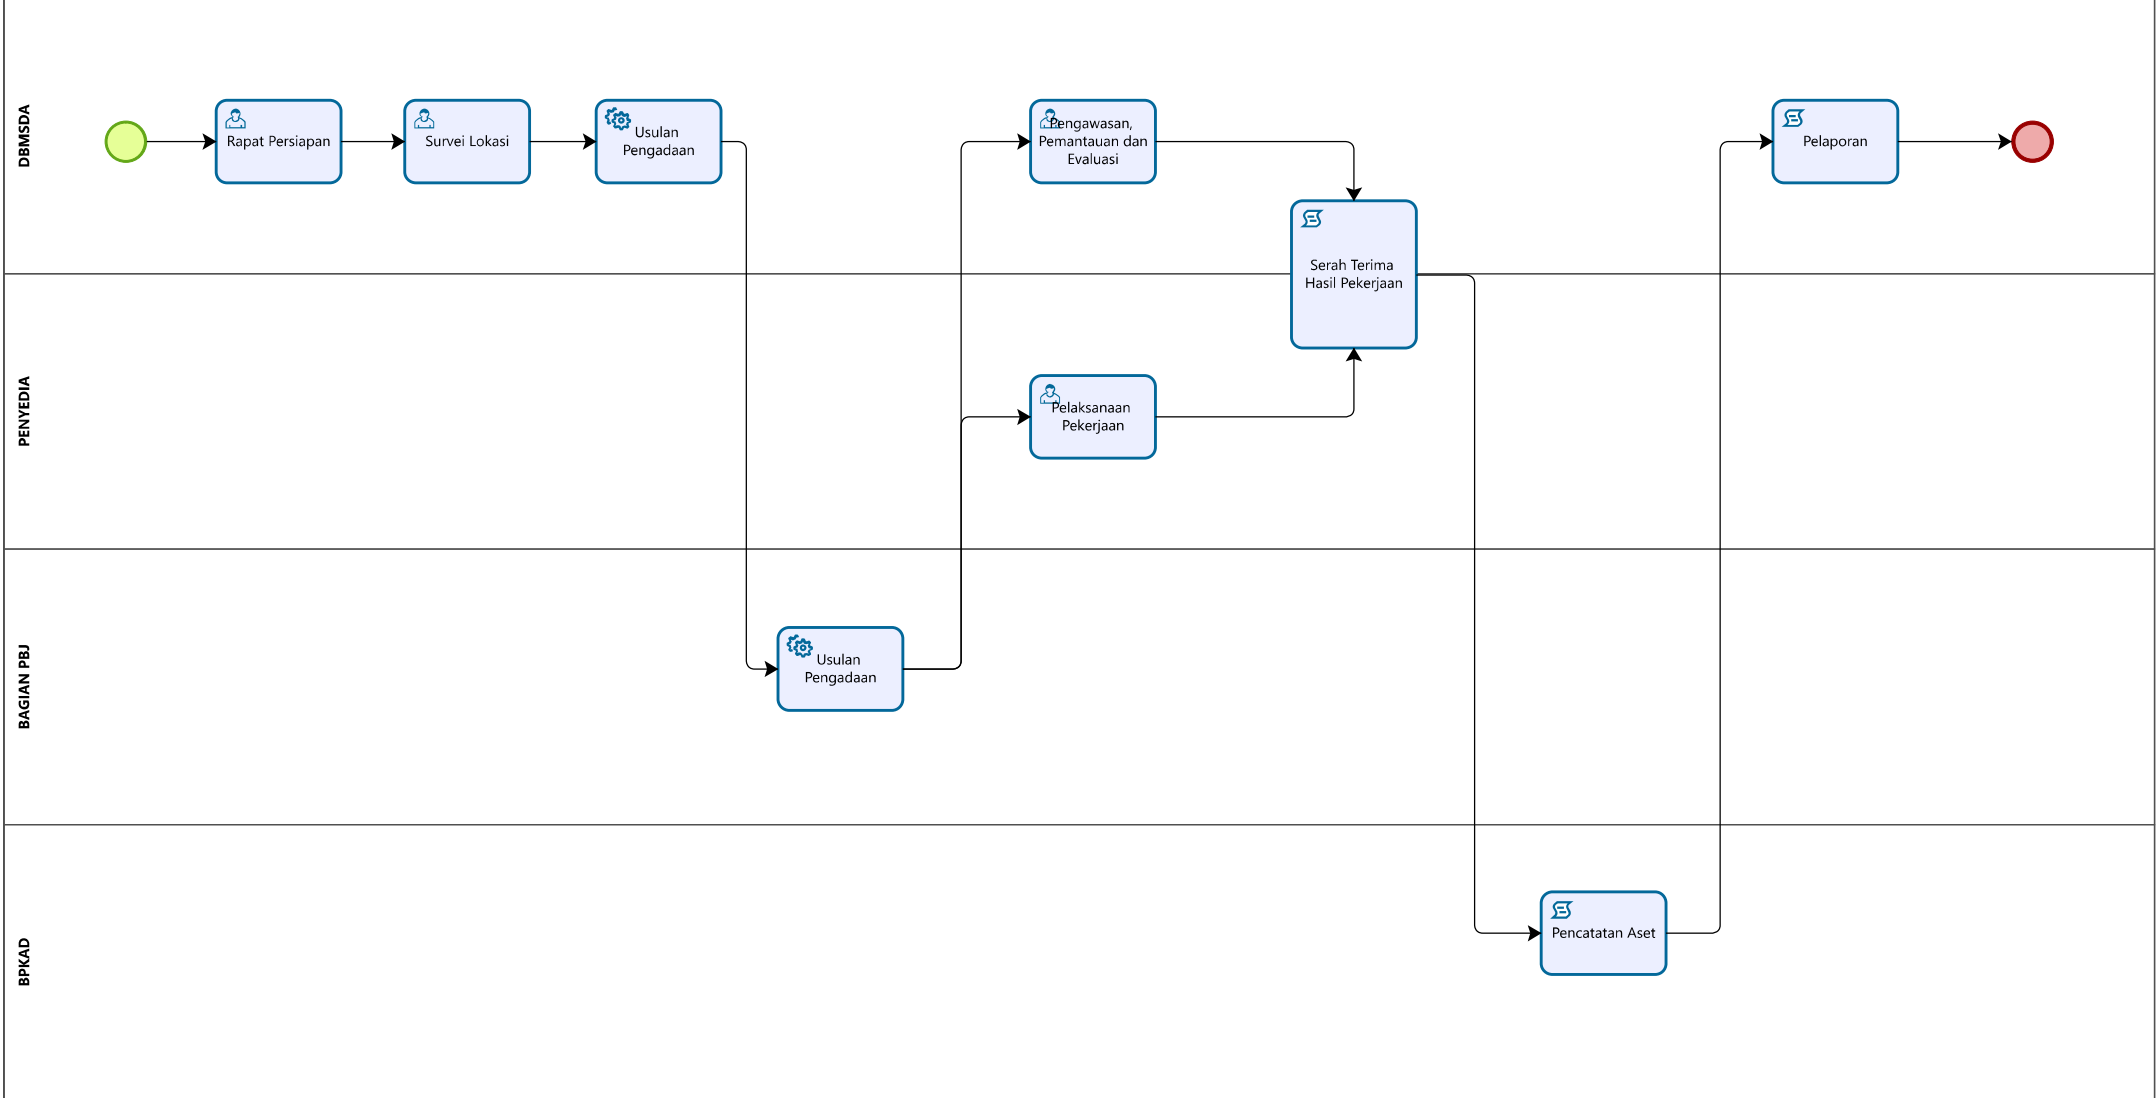 DBMSDA
Rapat Persiapan
Survei Lokasi
Usulan
Pengadaan
Pengawasan,
Pemantauan dan
Evaluasi
Pelaporan
Serah Terima
Hasil Pekerjaan
PENYEDIA
Pelaksanaan
Pekerjaan
BAGIAN PBJ
Usulan
Pengadaan
BPKAD
Pencatatan Aset